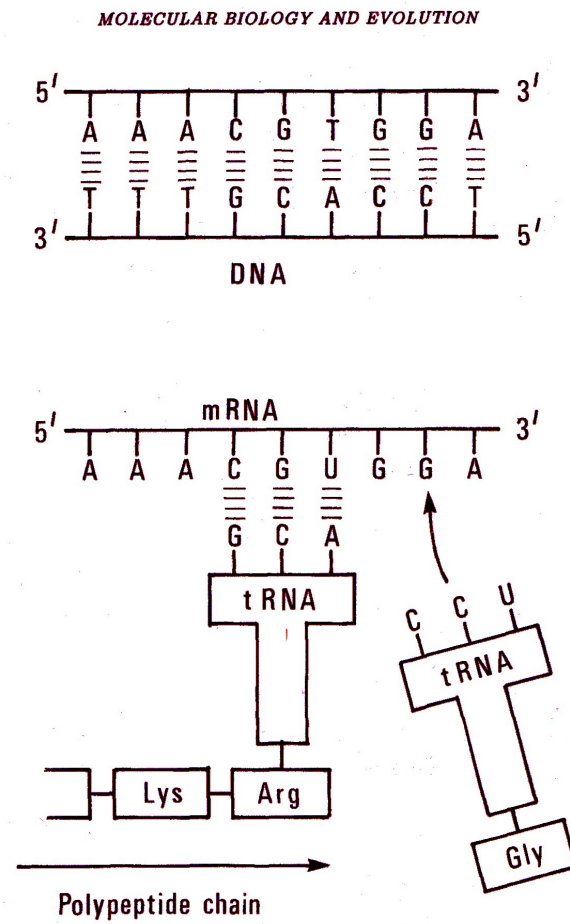 MOLECULAR BIOLOGY AND EVOLUTION
5′ 3′
A A A C G T G G A
T T T G C A C C T
3′ 5′
DNA
mRNA
5′ 3′
A A A C G U G G A
G C A
tRNA
C C U
tRNA
Lys Arg
Gly
Polypeptide chain